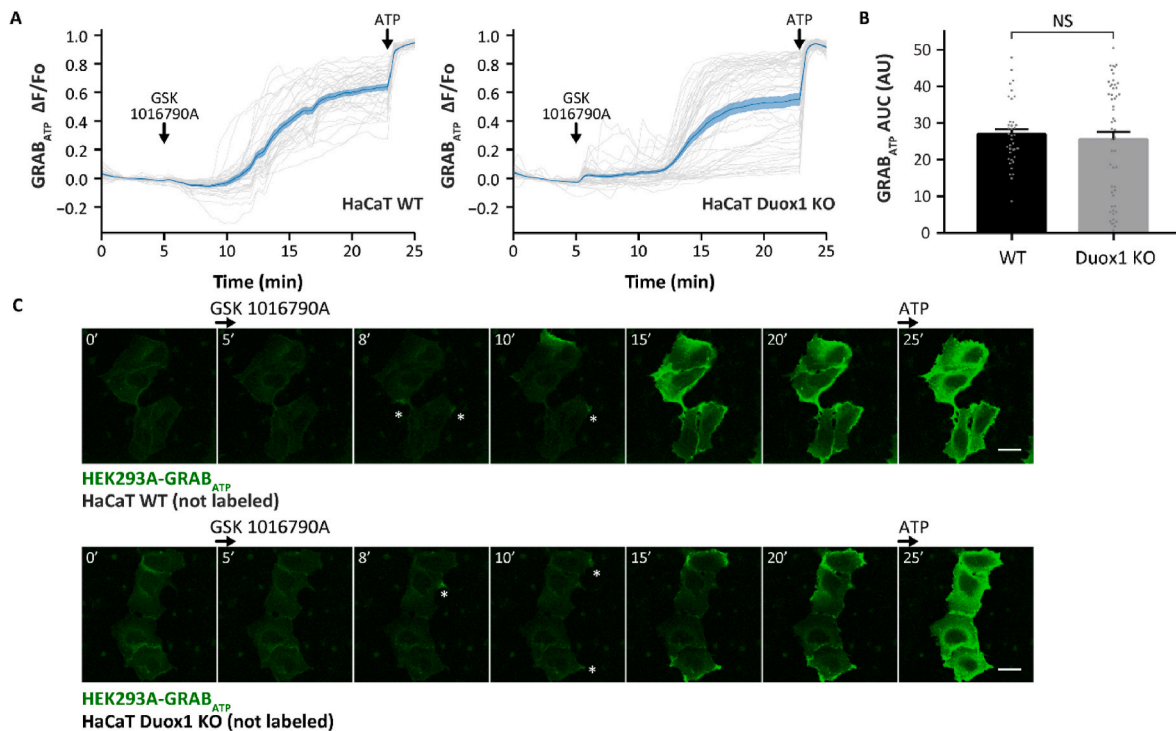 A
GRAB_ATP ΔF/Fo
1.0
0.8
0.6
0.4
0.2
0.0
−0.2
GSK
1016790A
ATP
HaCaT WT
0 5 10 15 20 25
Time (min)
GRAB_ATP ΔF/Fo
1.0
0.8
0.6
0.4
0.2
0.0
−0.2
GSK
1016790A
ATP
HaCaT Duox1 KO
0 5 10 15 20 25
Time (min)
B
NS
GRAB_ATP AUC (AU)
50
40
30
20
10
0
WT Duox1 KO
C
GSK 1016790A ATP
0′ 5′ 8′ 10′ 15′ 20′ 25′
* * *
HEK293A-GRAB_ATP
HaCaT WT (not labeled)
GSK 1016790A ATP
0′ 5′ 8′ 10′ 15′ 20′ 25′
* * *
HEK293A-GRAB_ATP
HaCaT Duox1 KO (not labeled)